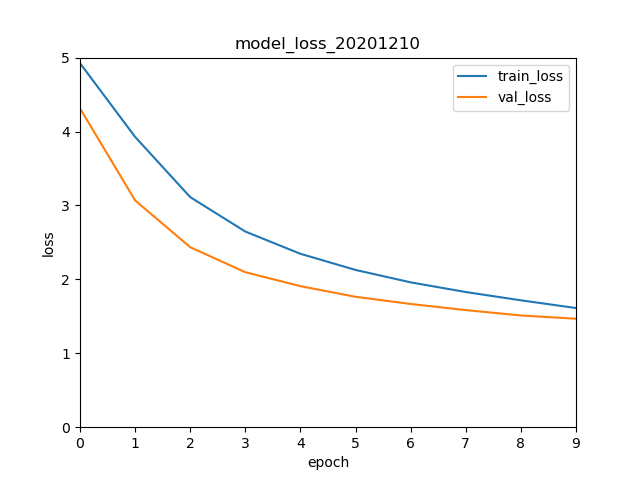 model_loss_20201210
train_loss
val_loss
5
4
3
2
1
0
loss
0 1 2 3 4 5 6 7 8 9
epoch